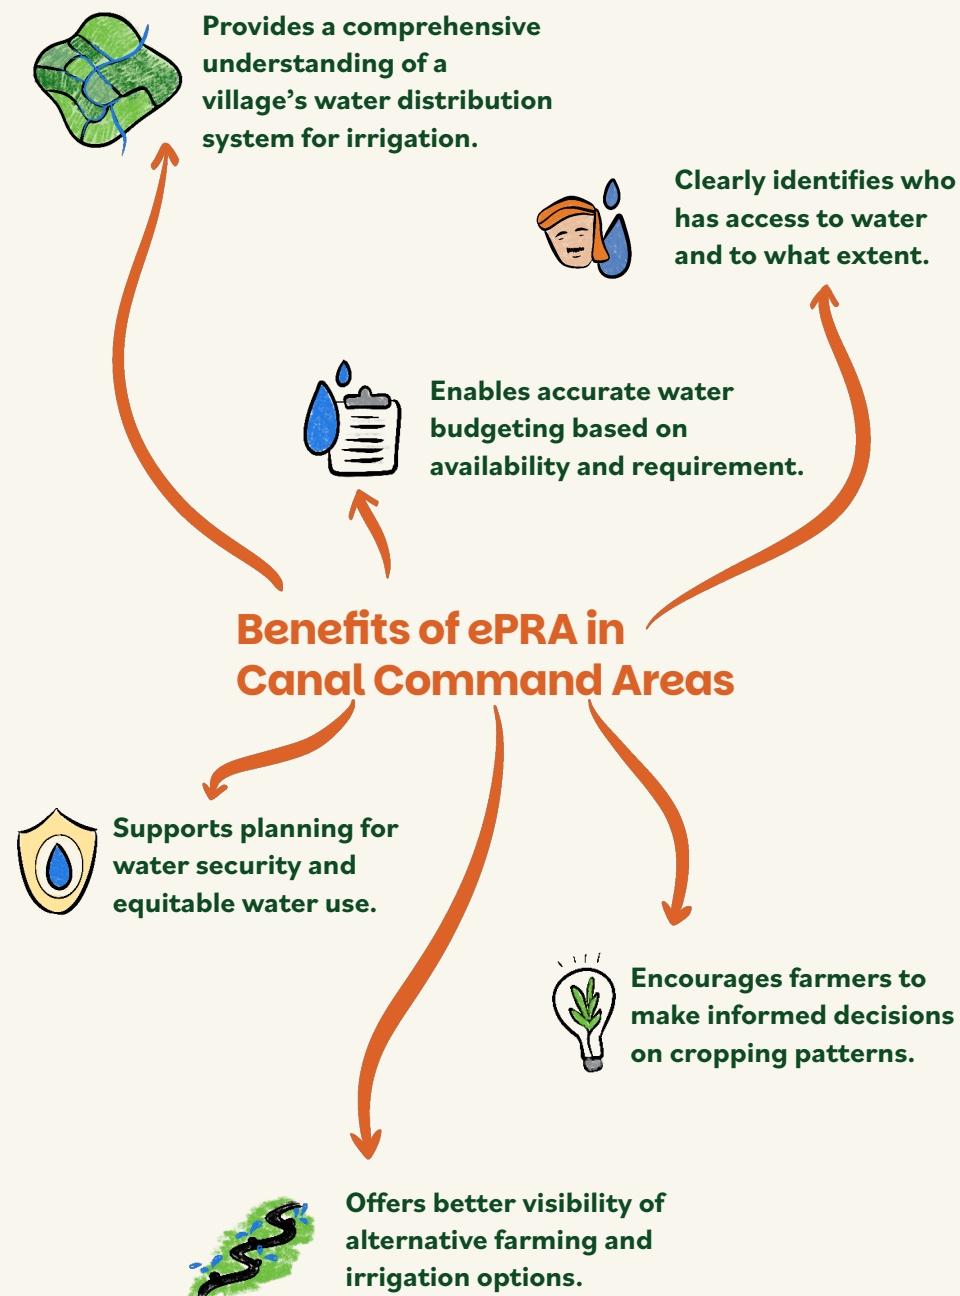 Provides a comprehensive
understanding of a
village’s water distribution
system for irrigation.
Clearly identifies who
has access to water
and to what extent.
Enables accurate water
budgeting based on
availability and requirement.
Benefits of ePRA in
Canal Command Areas
Supports planning for
water security and
equitable water use.
Encourages farmers to
make informed decisions
on cropping patterns.
Offers better visibility of
alternative farming and
irrigation options.